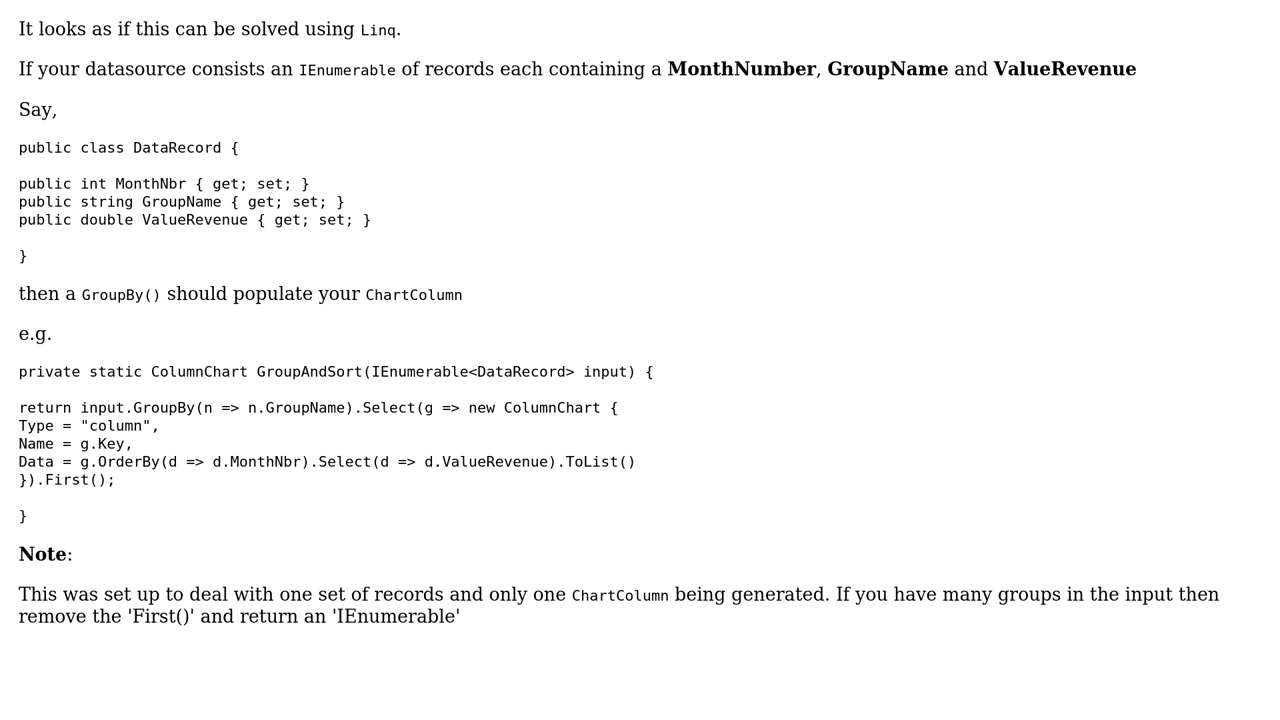 It looks as if this can be solved using Linq.
If your datasource consists an IEnumerable of records each containing a MonthNumber, GroupName and ValueRevenue
Say,
public class DataRecord {
public int MonthNbr { get; set; }
public string GroupName { get; set; }
public double ValueRevenue { get; set; }
}
then a GroupBy() should populate your ChartColumn
e.g.
private static ColumnChart GroupAndSort(IEnumerable<DataRecord> input) {
return input.GroupBy(n => n.GroupName).Select(g => new ColumnChart {
Type = "column",
Name = g.Key,
Data = g.OrderBy(d => d.MonthNbr).Select(d => d.ValueRevenue).ToList()
}).First();
}
Note:
This was set up to deal with one set of records and only one ChartColumn being generated. If you have many groups in the input then
remove the 'First()' and return an 'IEnumerable'